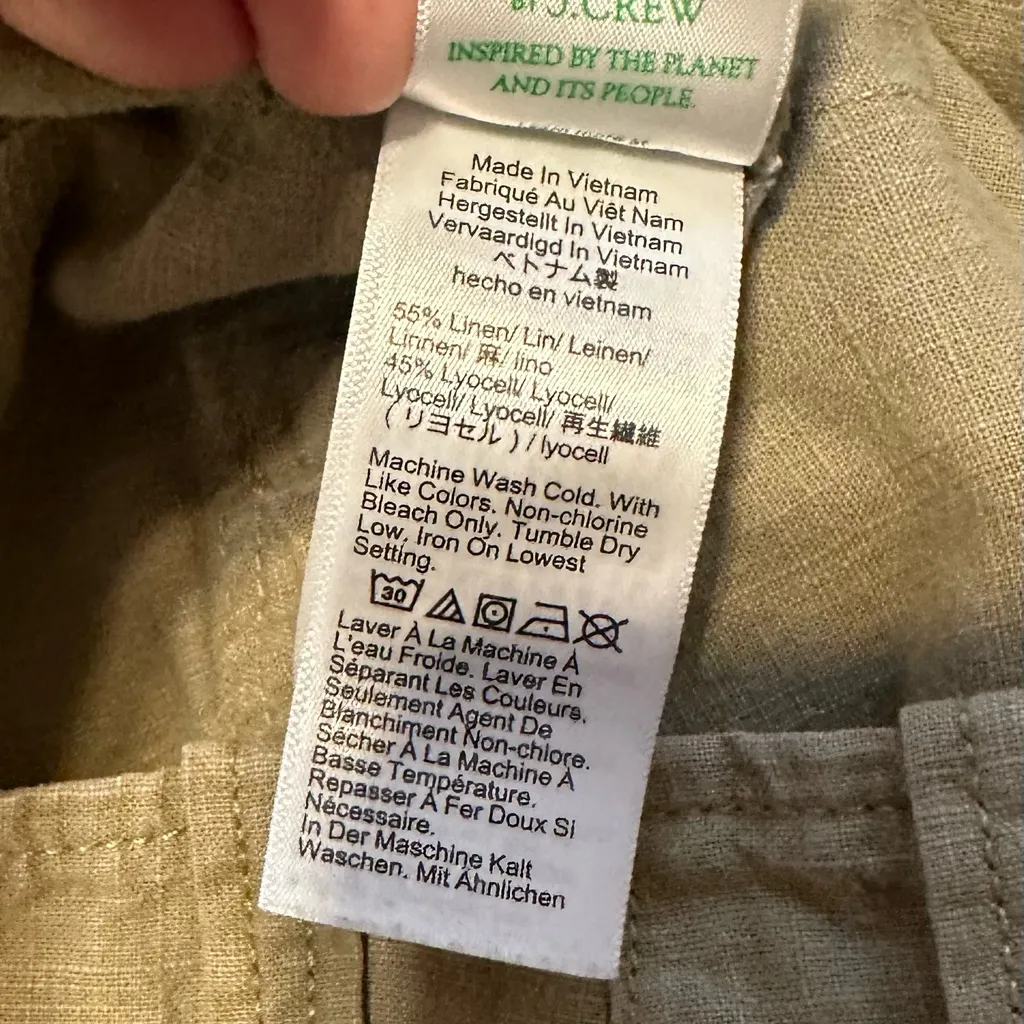 BY J.CREW
INSPIRED BY THE PLANET
AND ITS PEOPLE.
Made In Vietnam
Fabriqué Au Viêt Nam
Hergestellt In Vietnam
Vervaardigd In Vietnam
ベトナム製
hecho en vietnam
55% Linen/ Lin/ Leinen/
Linnen/ 麻/ lino
45% Lyocell/ Lyocell/
Lyocell/ Lyocell/ 再生繊維
(リヨセル)/ lyocell
Machine Wash Cold. With
Like Colors. Non-chlorine
Bleach Only. Tumble Dry
Low. Iron On Lowest
Setting.
30
Laver À La Machine À
L'eau Froide. Laver En
Séparant Les Couleurs.
Seulement Agent De
Blanchiment Non-chlore.
Sécher À La Machine À
Basse Température.
Repasser À Fer Doux Si
Nécessaire.
In Der Maschine Kalt
Waschen. Mit Ähnlichen